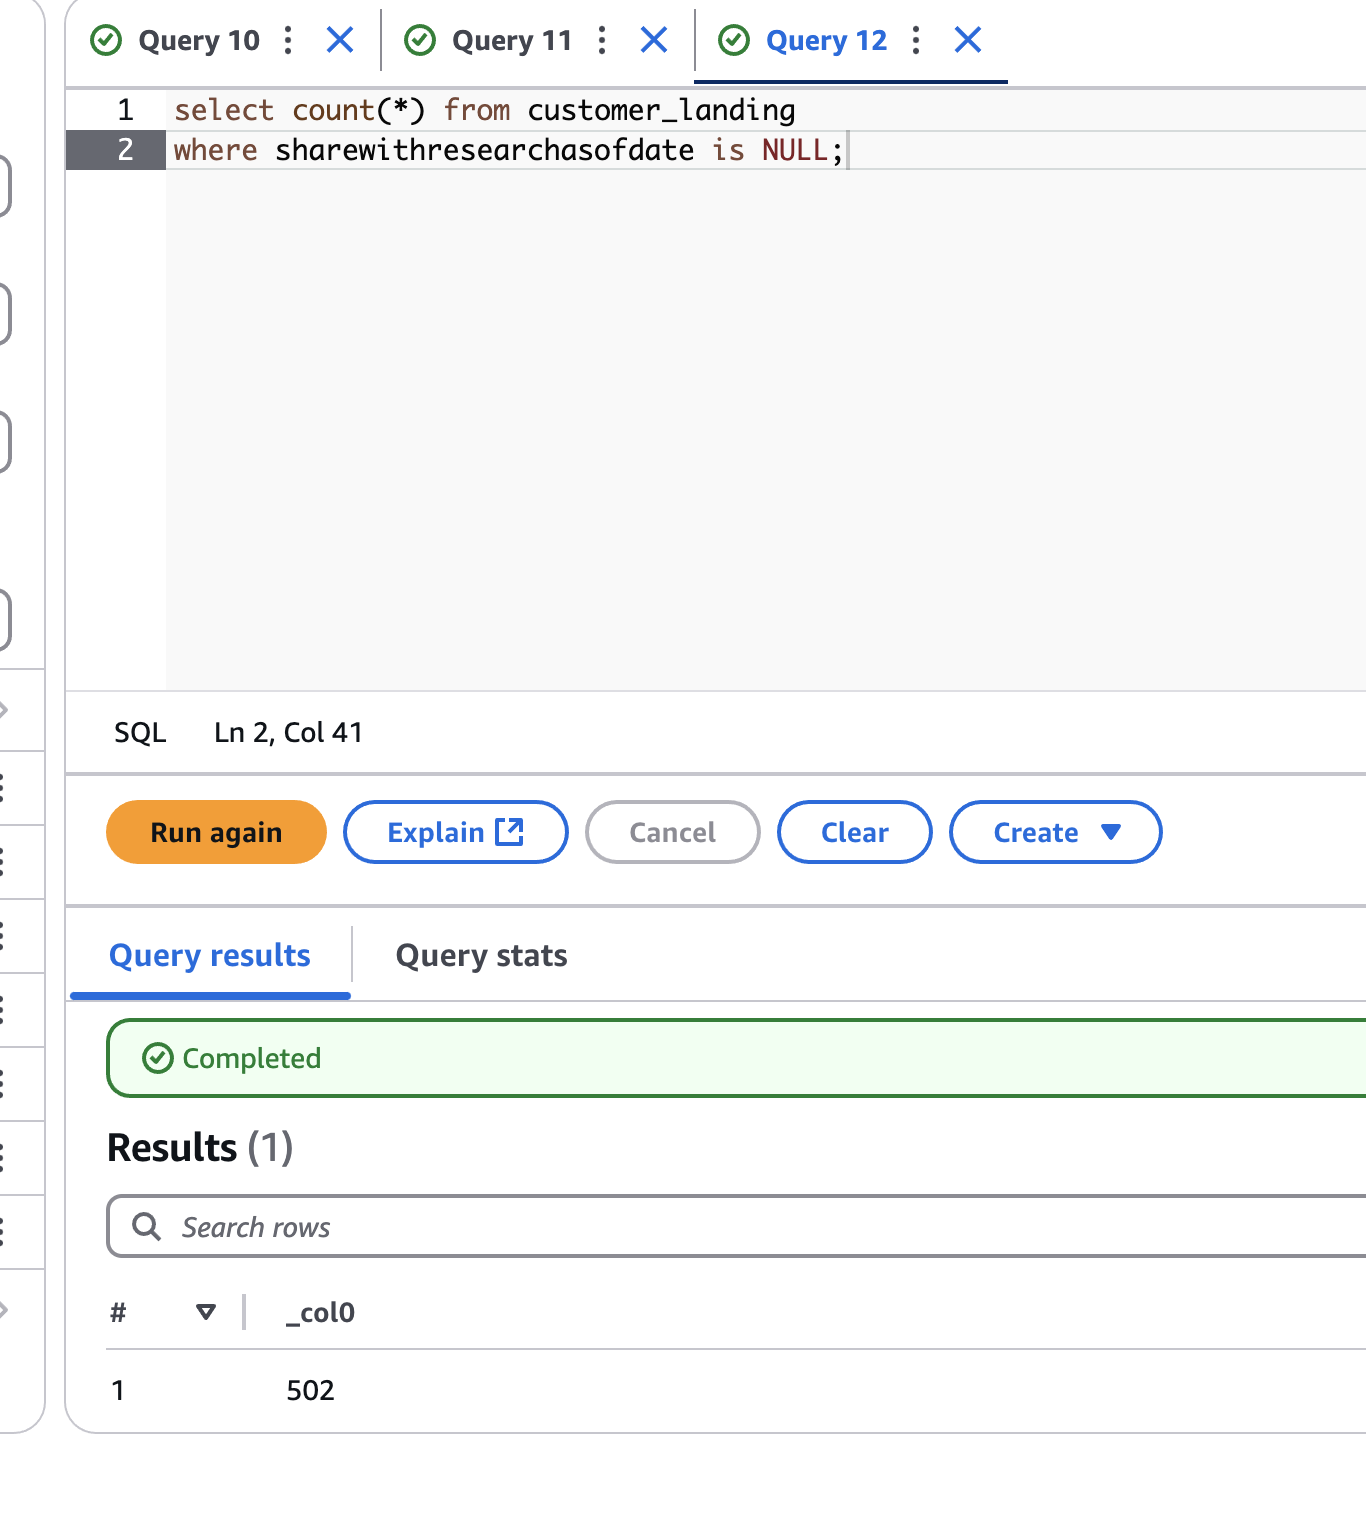 Query 10
Query 11
Query 12
1 select count(*) from customer_landing
2 where sharewithresearchasofdate is NULL;
SQL Ln 2, Col 41
Run again
Explain
Cancel
Clear
Create
Query results
Query stats
Completed
Results (1)
Search rows
# _col0
1 502